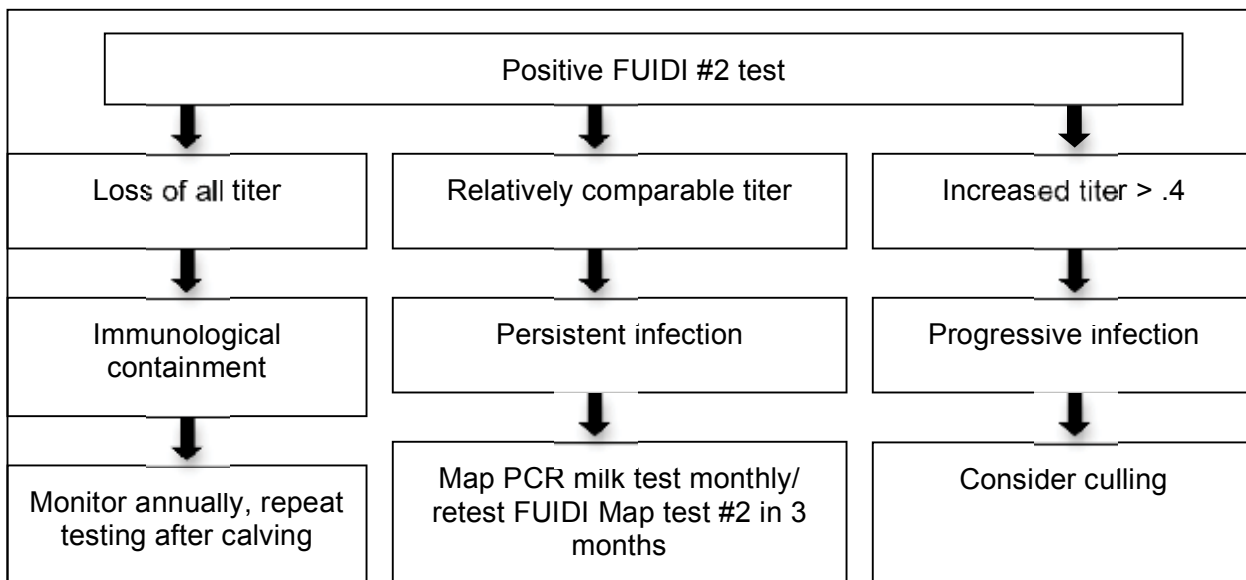 Positive FUIDI #2 test
Loss of all titer
Relatively comparable titer
Increased titer > .4
Immunological
containment
Persistent infection
Progressive infection
Monitor annually, repeat
testing after calving
Map PCR milk test monthly/
retest FUIDI Map test #2 in 3
months
Consider culling